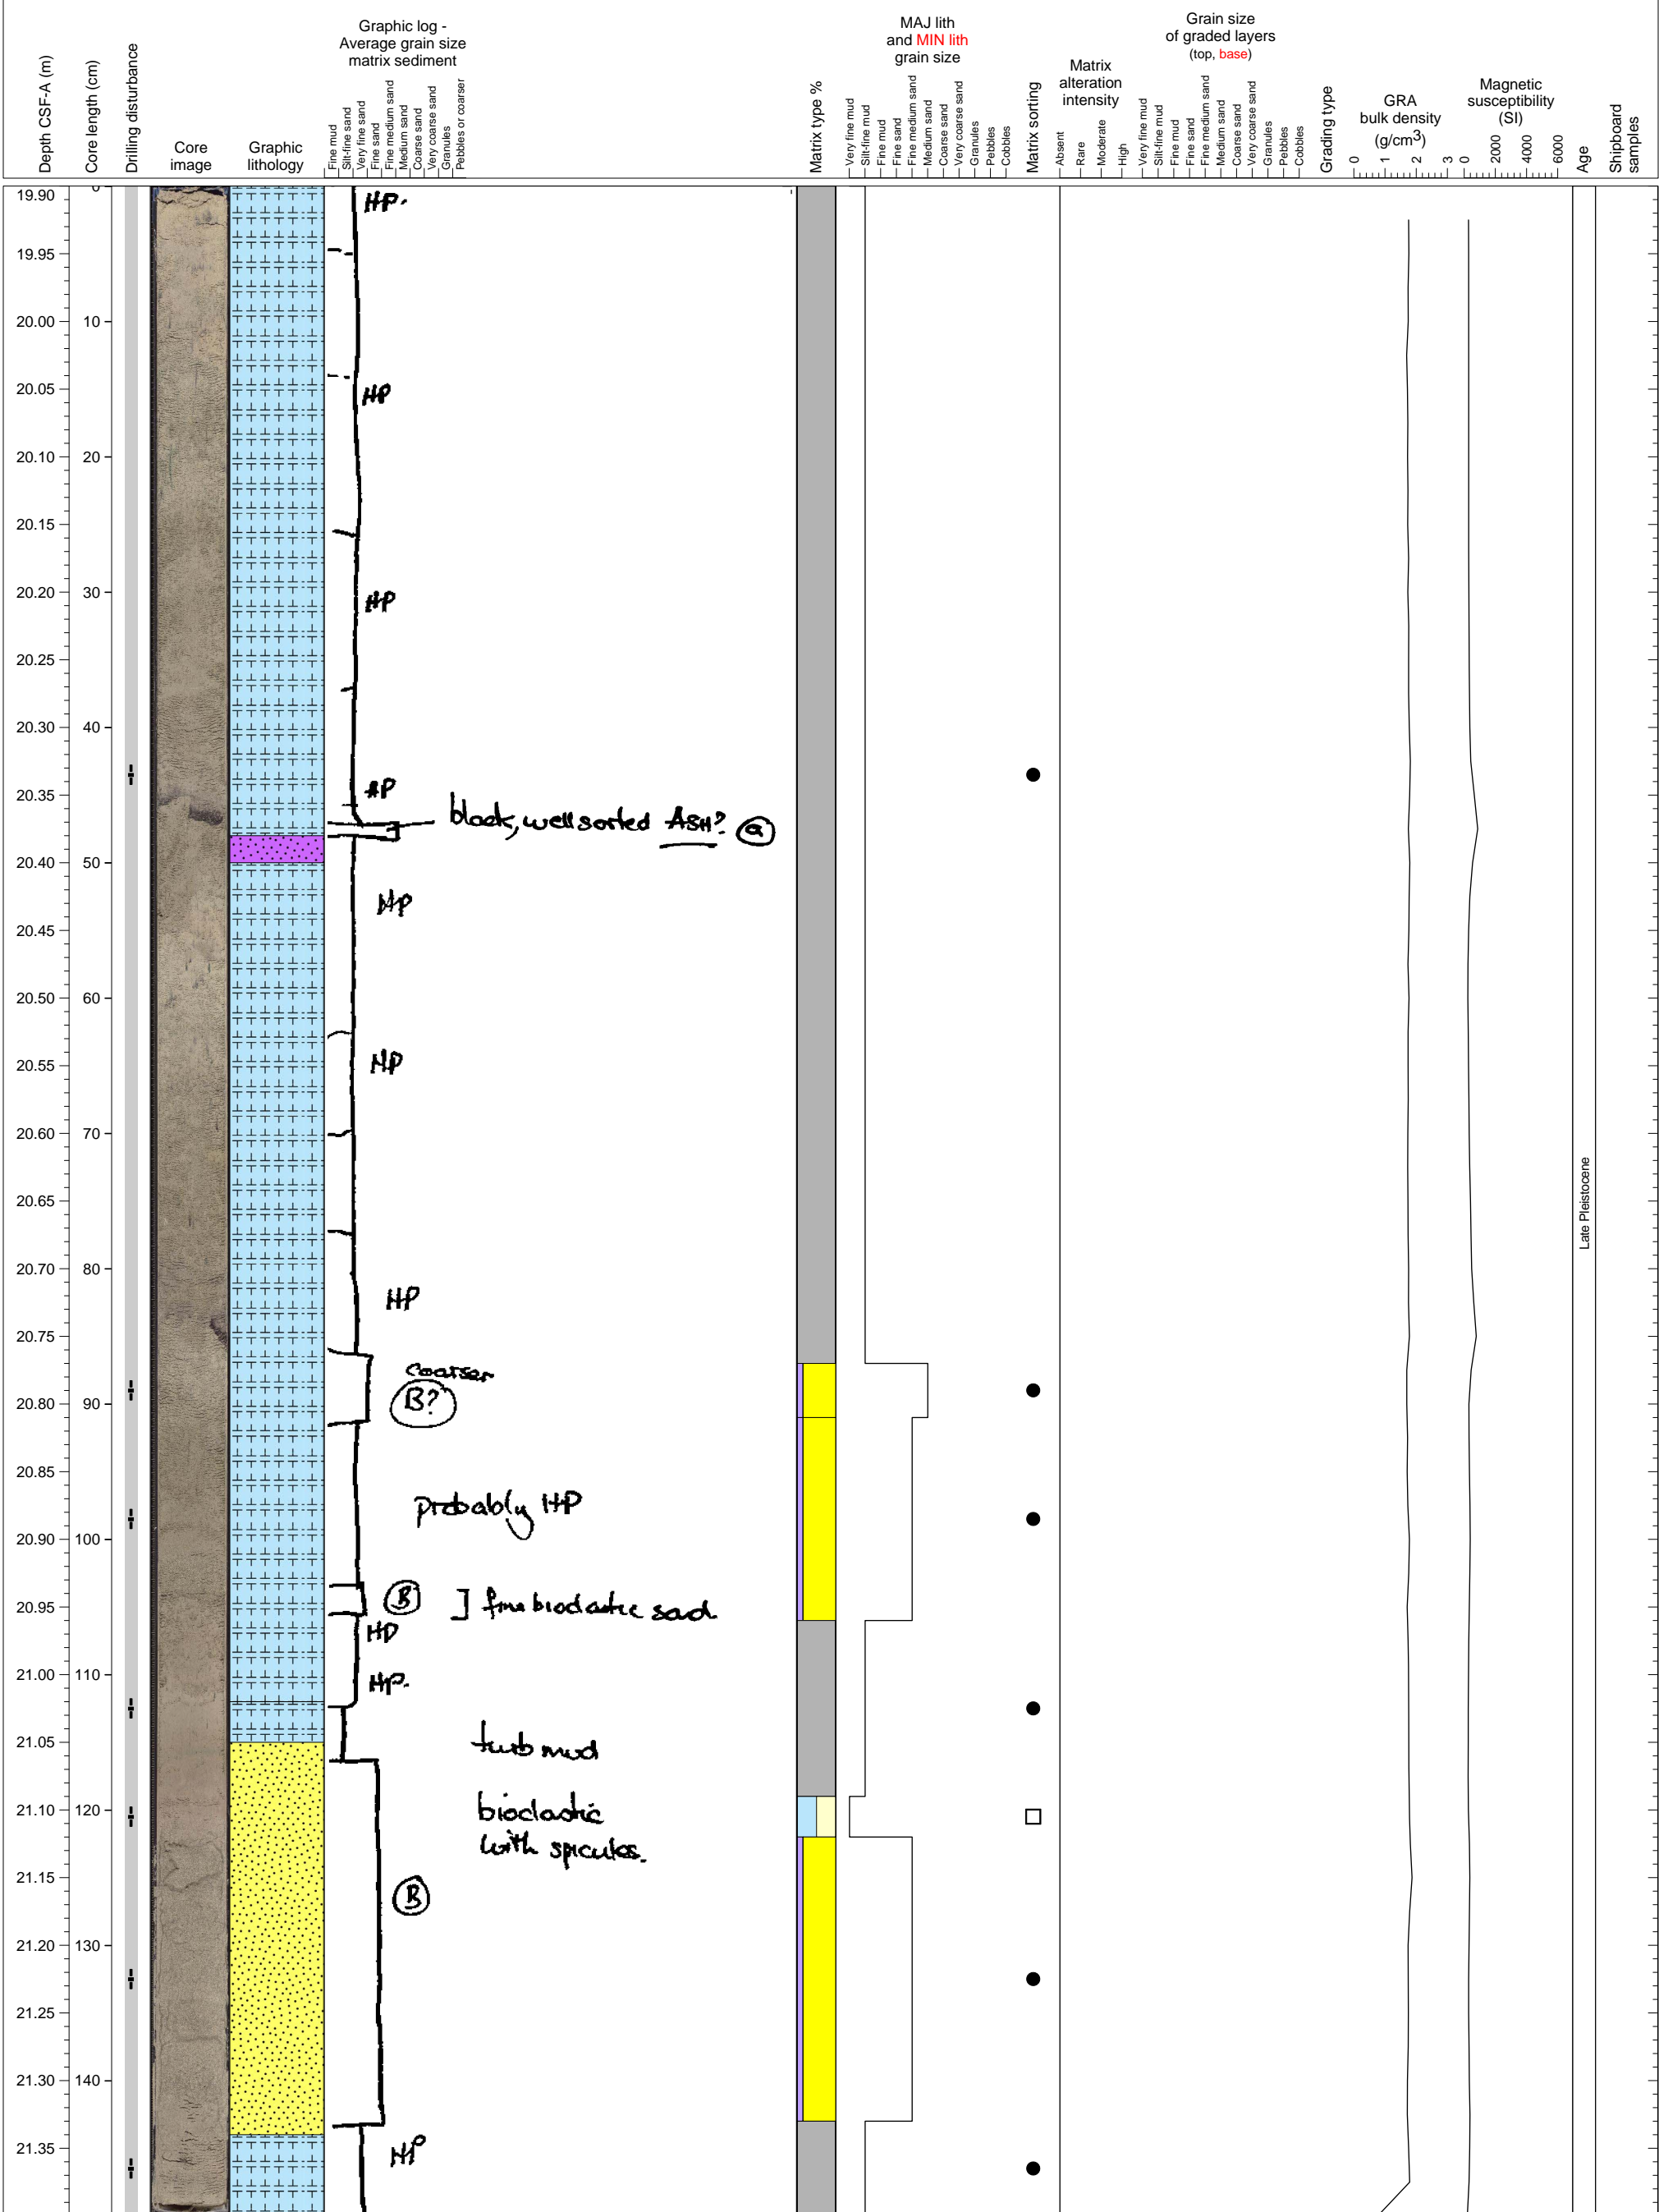 Depth CSF-A (m)
Core length (cm)
Drilling disturbance
Core
image
Graphic
lithology
Graphic log -
Average grain size
matrix sediment
Fine mud
Silt-fine sand
Very fine sand
Fine sand
Fine medium sand
Medium sand
Coarse sand
Very coarse sand
Granules
Pebbles or coarser
Matrix type %
MAJ lith
and MIN lith
grain size
Very fine mud
Silt-fine mud
Fine mud
Fine sand
Fine medium sand
Medium sand
Coarse sand
Very coarse sand
Granules
Pebbles
Cobbles
Matrix sorting
Matrix
alteration
intensity
Absent
Rare
Moderate
High
Grain size
of graded layers
(top, base)
Very fine mud
Silt-fine mud
Fine mud
Fine sand
Fine medium sand
Medium sand
Coarse sand
Very coarse sand
Granules
Pebbles
Cobbles
Grading type
GRA
bulk density
(g/cm3)
0 1 2 3
Magnetic
susceptibility
(SI)
0 2000 4000 6000
Age
Shipboard
samples
19.90
19.95
20.00
20.05
20.10
20.15
20.20
20.25
20.30
20.35
20.40
20.45
20.50
20.55
20.60
20.65
20.70
20.75
20.80
20.85
20.90
20.95
21.00
21.05
21.10
21.15
21.20
21.25
21.30
21.35
0
10
20
30
40
50
60
70
80
90
100
110
120
130
140
HP.
HP
HP
HP
black, well sorted ASH? a
HP
HP
HP
coarser
B?
probably HP
B ] fine bioclastic sand
HP
HP.
turb mud
bioclastic
with spicules.
B
HP
Late Pleistocene